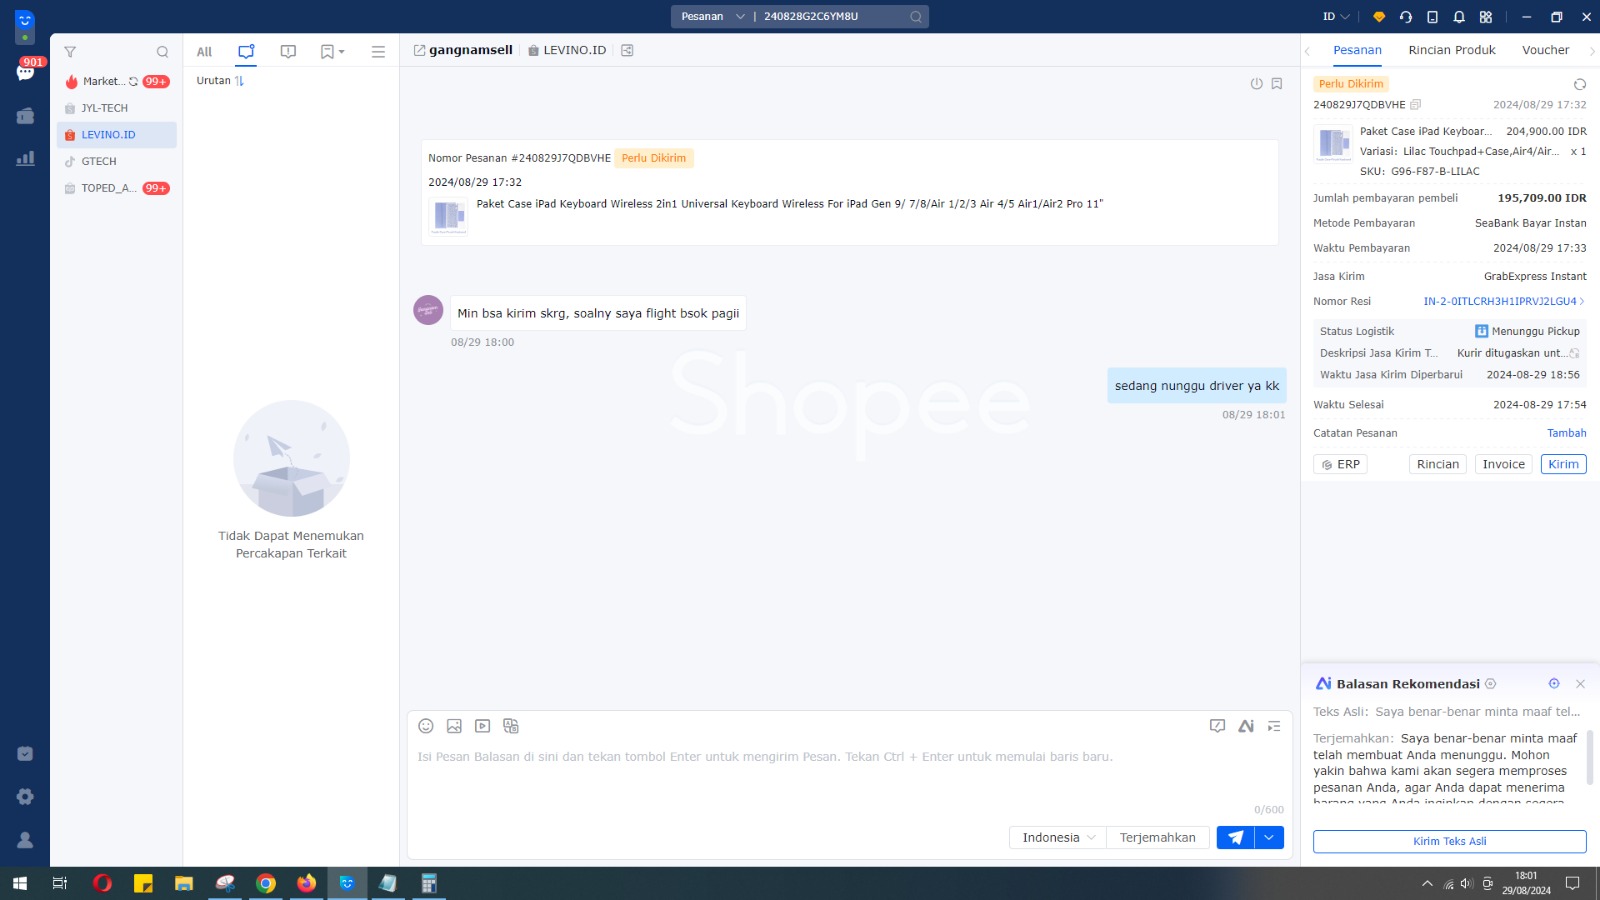 Pesanan | 240828G2C6YM8U
ID
901
Market... 99+
JYL-TECH
LEVINO.ID
GTECH
TOPED_A... 99+
All
Urutan
Tidak Dapat Menemukan
Percakapan Terkait
gangnamsell LEVINO.ID
Nomor Pesanan #240829J7QDBVHE Perlu Dikirim
2024/08/29 17:32
Paket Case iPad Keyboard Wireless 2in1 Universal Keyboard Wireless For iPad Gen 9/ 7/8/Air 1/2/3 Air 4/5 Air1/Air2 Pro 11"
Min bsa kirim skrg, soalny saya flight bsok pagii
08/29 18:00
Shopee
sedang nunggu driver ya kk
08/29 18:01
Isi Pesan Balasan di sini dan tekan tombol Enter untuk mengirim Pesan. Tekan Ctrl + Enter untuk memulai baris baru.
0/600
Indonesia Terjemahkan
Pesanan Rincian Produk Voucher
Perlu Dikirim
240829J7QDBVHE 2024/08/29 17:32
Paket Case iPad Keyboar... 204,900.00 IDR
Variasi: Lilac Touchpad+Case,Air4/Air... x 1
SKU: G96-F87-B-LILAC
Jumlah pembayaran pembeli 195,709.00 IDR
Metode Pembayaran SeaBank Bayar Instan
Waktu Pembayaran 2024/08/29 17:33
Jasa Kirim GrabExpress Instant
Nomor Resi IN-2-0ITLCRH3H1IPRVJ2LGU4
Status Logistik Menunggu Pickup
Deskripsi Jasa Kirim T... Kurir ditugaskan unt...
Waktu Jasa Kirim Diperbarui 2024-08-29 18:56
Waktu Selesai 2024-08-29 17:54
Catatan Pesanan Tambah
ERP Rincian Invoice Kirim
Balasan Rekomendasi
Teks Asli: Saya benar-benar minta maaf tel...
Terjemahkan: Saya benar-benar minta maaf
telah membuat Anda menunggu. Mohon
yakin bahwa kami akan segera memproses
pesanan Anda, agar Anda dapat menerima
barang yang Anda inginkan dengan segera
Kirim Teks Asli
18:01
29/08/2024